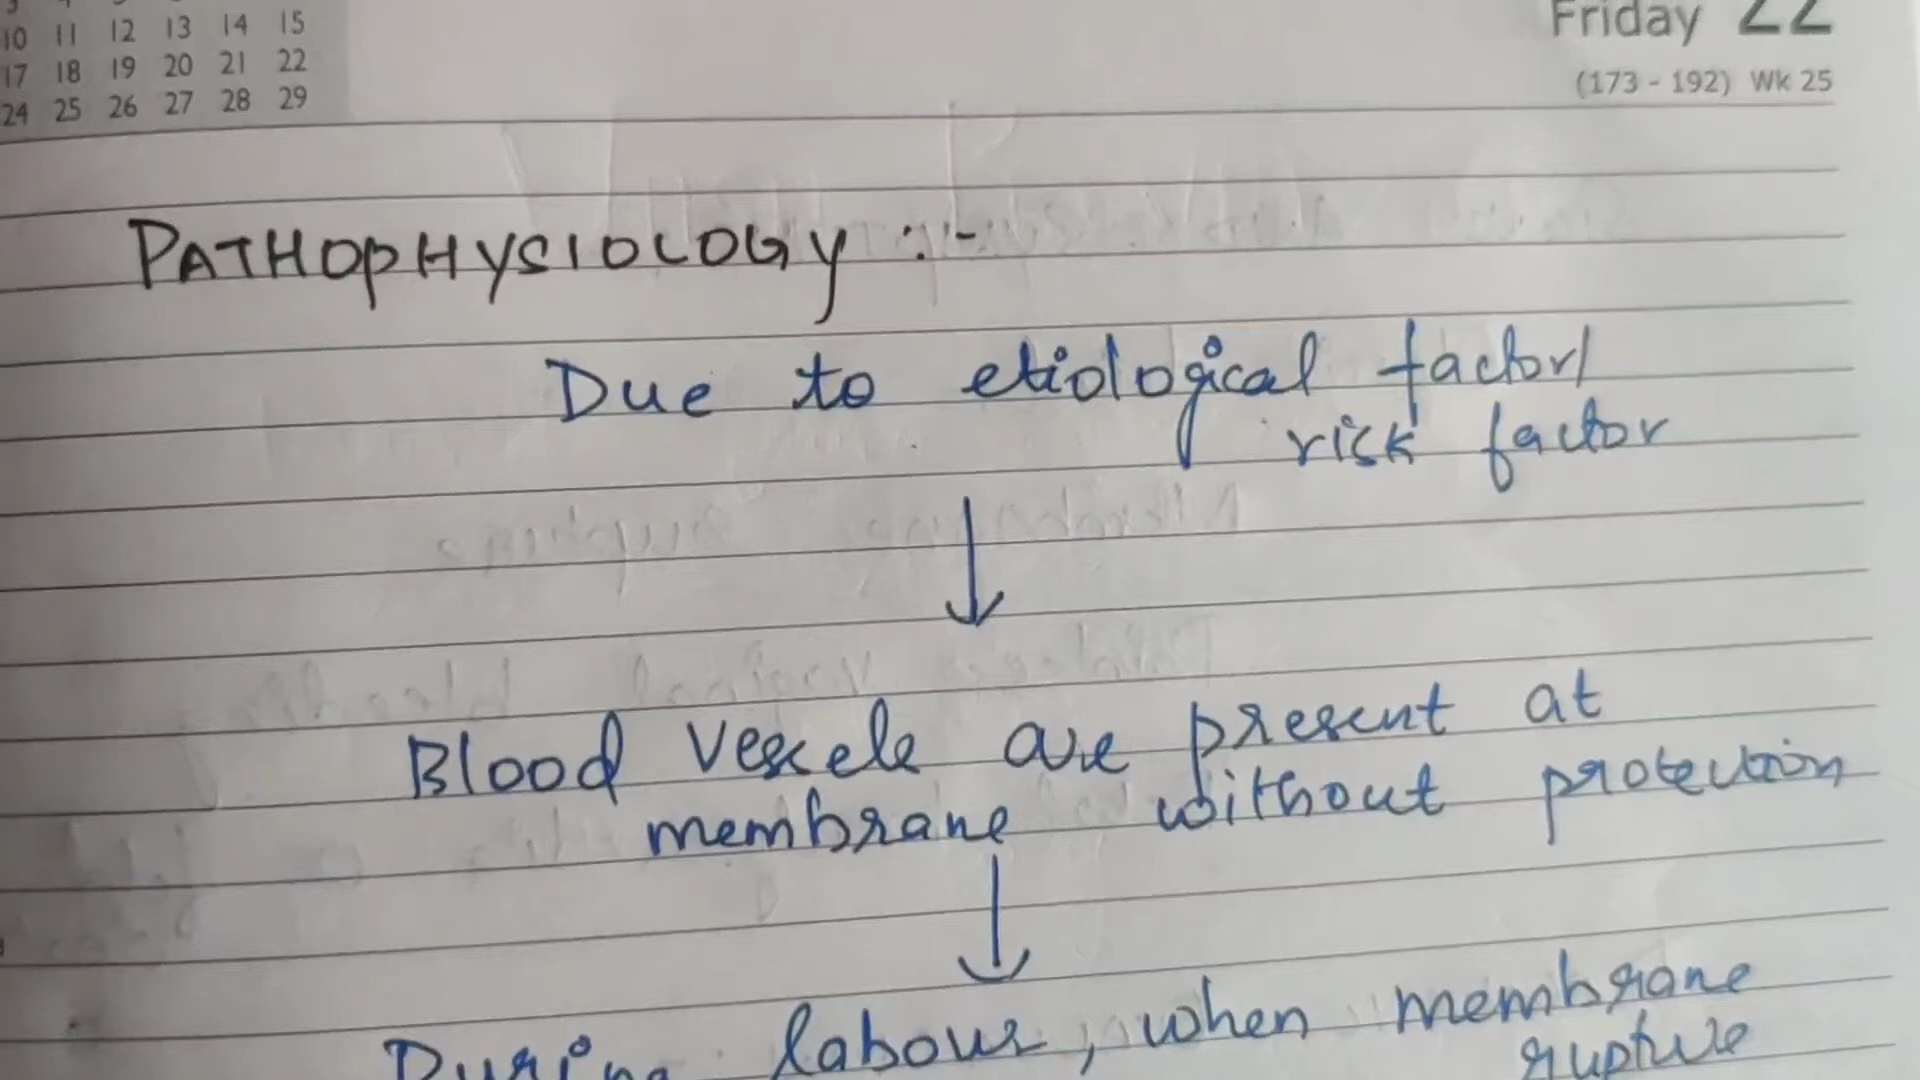 10 11 12 13 14 15
17 18 19 20 21 22
24 25 26 27 28 29
Friday 22
(173 - 192) Wk 25
PATHOPHYSIOLOGY :-
Due to etiological factor/
risk factor
↓
Blood vessels are present at
membrane without protection
↓
During labour, when membrane
rupture